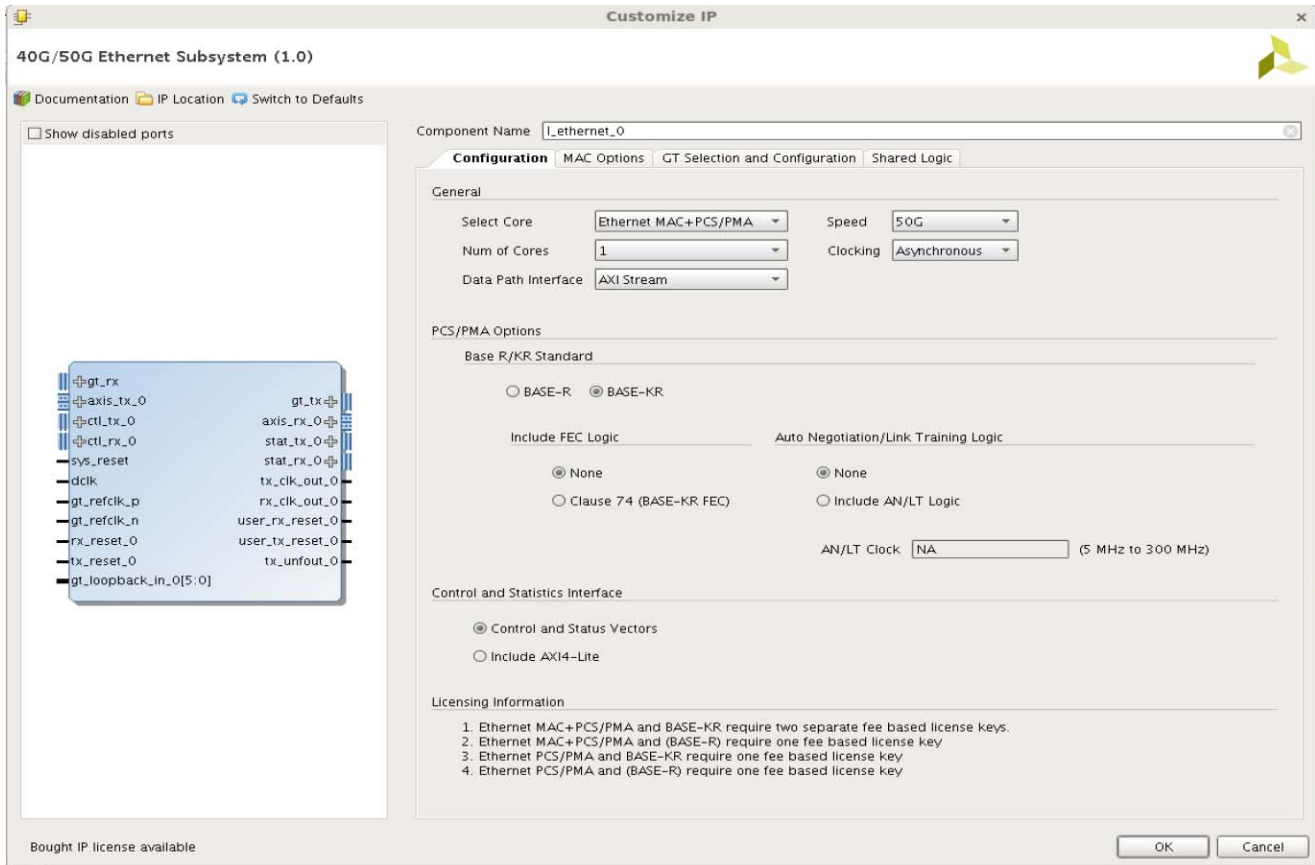 Customize IP
40G/50G Ethernet Subsystem (1.0)
Documentation IP Location Switch to Defaults
Show disabled ports
gt_rx
axis_tx_0 gt_tx
ctl_tx_0 axis_rx_0
ctl_rx_0 stat_tx_0
sys_reset stat_rx_0
dclk tx_clk_out_0
gt_refclk_p rx_clk_out_0
gt_refclk_n user_rx_reset_0
rx_reset_0 user_tx_reset_0
tx_reset_0 tx_unfout_0
gt_loopback_in_0[5:0]
Component Name l_ethernet_0
Configuration MAC Options GT Selection and Configuration Shared Logic
General
Select Core Ethernet MAC+PCS/PMA Speed 50G
Num of Cores 1 Clocking Asynchronous
Data Path Interface AXI Stream
PCS/PMA Options
Base R/KR Standard
BASE-R BASE-KR
Include FEC Logic Auto Negotiation/Link Training Logic
None None
Clause 74 (BASE-KR FEC) Include AN/LT Logic
AN/LT Clock NA (5 MHz to 300 MHz)
Control and Statistics Interface
Control and Status Vectors
Include AXI4-Lite
Licensing Information
1. Ethernet MAC+PCS/PMA and BASE-KR require two separate fee based license keys.
2. Ethernet MAC+PCS/PMA and (BASE-R) require one fee based license key
3. Ethernet PCS/PMA and BASE-KR require one fee based license key
4. Ethernet PCS/PMA and (BASE-R) require one fee based license key
Bought IP license available OK Cancel